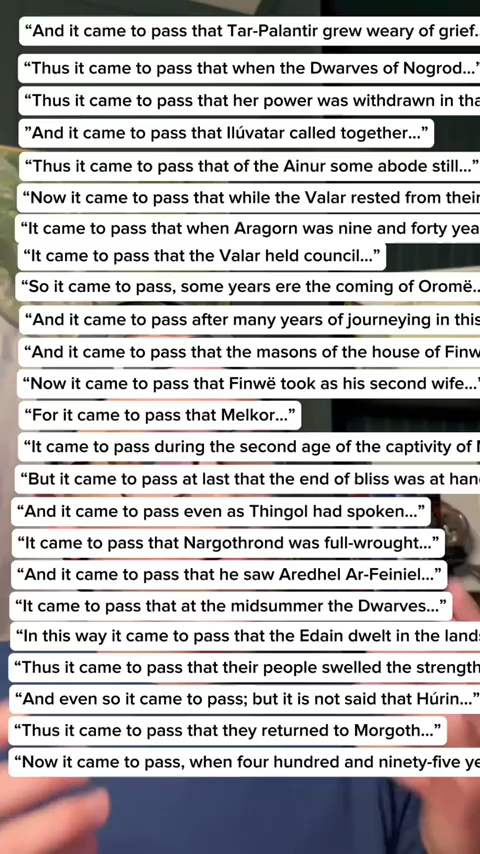 “And it came to pass that Tar-Palantir grew weary of grief..
“Thus it came to pass that when the Dwarves of Nogrod...”
“Thus it came to pass that her power was withdrawn in tha
”And it came to pass that Ilúvatar called together...”
“Thus it came to pass that of the Ainur some abode still...”
“Now it came to pass that while the Valar rested from their
“It came to pass that when Aragorn was nine and forty yea
“It came to pass that the Valar held council...”
“So it came to pass, some years ere the coming of Oromë..
“And it came to pass after many years of journeying in this
“And it came to pass that the masons of the house of Finw
“Now it came to pass that Finwë took as his second wife...”
“For it came to pass that Melkor...”
“It came to pass during the second age of the captivity of
“But it came to pass at last that the end of bliss was at han
“And it came to pass even as Thingol had spoken...”
“It came to pass that Nargothrond was full-wrought...”
“And it came to pass that he saw Aredhel Ar-Feiniel...”
“It came to pass that at the midsummer the Dwarves...”
“In this way it came to pass that the Edain dwelt in the lands
“Thus it came to pass that their people swelled the strength
“And even so it came to pass; but it is not said that Húrin...”
“Thus it came to pass that they returned to Morgoth...”
“Now it came to pass, when four hundred and ninety-five ye